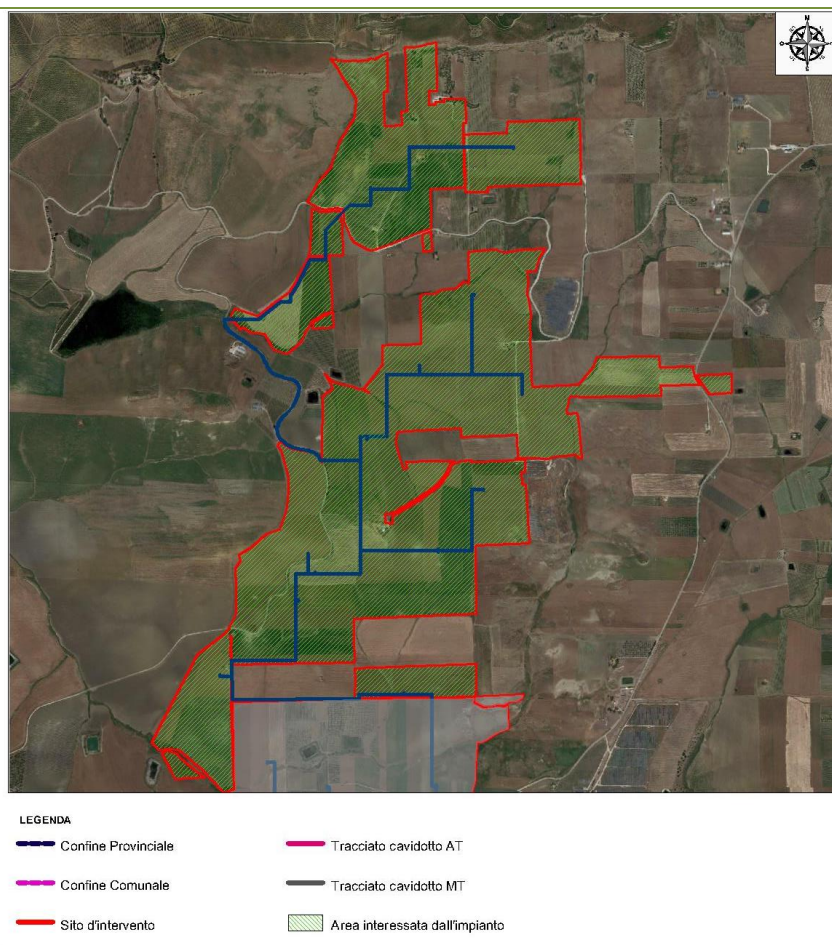 LEGENDA
Confine Provinciale
Tracciato cavidotto AT
Confine Comunale
Tracciato cavidotto MT
Sito d'intervento
Area interessata dall'impianto